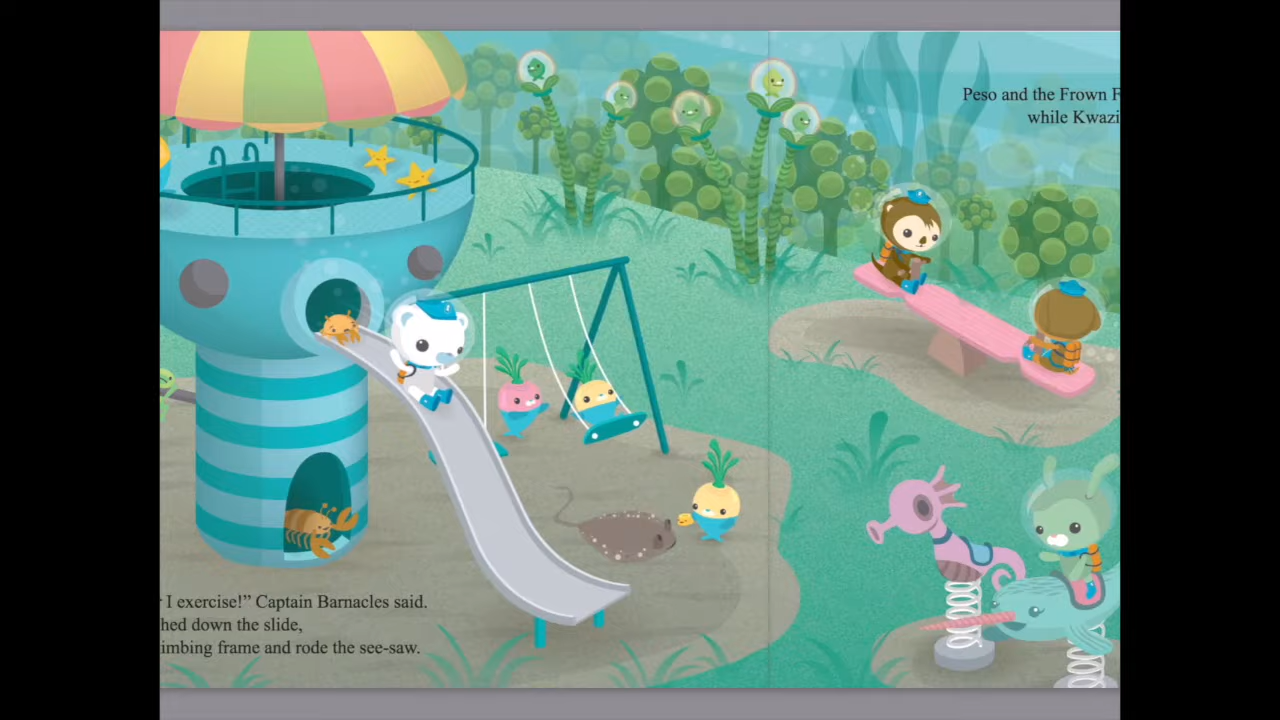 Peso and the Frown F
while Kwazi
I exercise!” Captain Barnacles said.
hed down the slide,
imbing frame and rode the see-saw.